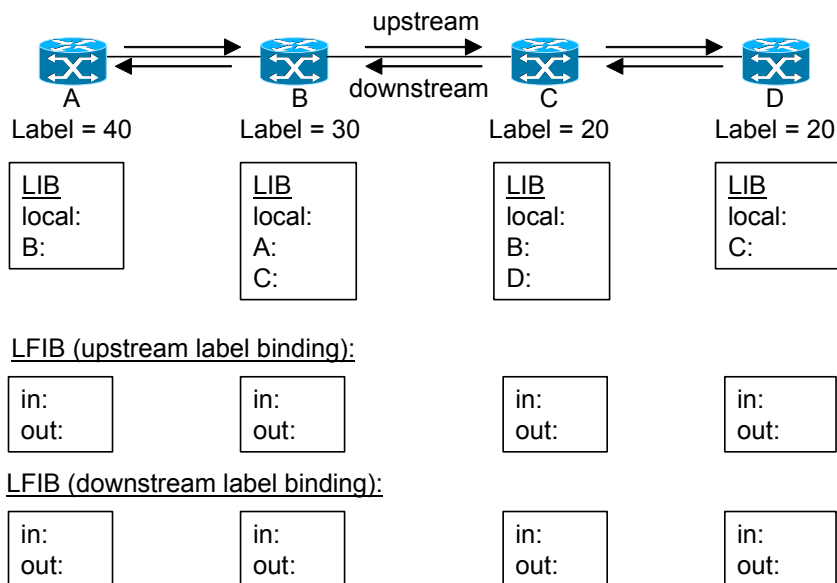 upstream
downstream
A B C D
Label = 40 Label = 30 Label = 20 Label = 20
LIB LIB LIB LIB
local: local: local: local:
B: A: B: C:
C: D:
LFIB (upstream label binding):
in: in: in: in:
out: out: out: out:
LFIB (downstream label binding):
in: in: in: in:
out: out: out: out: